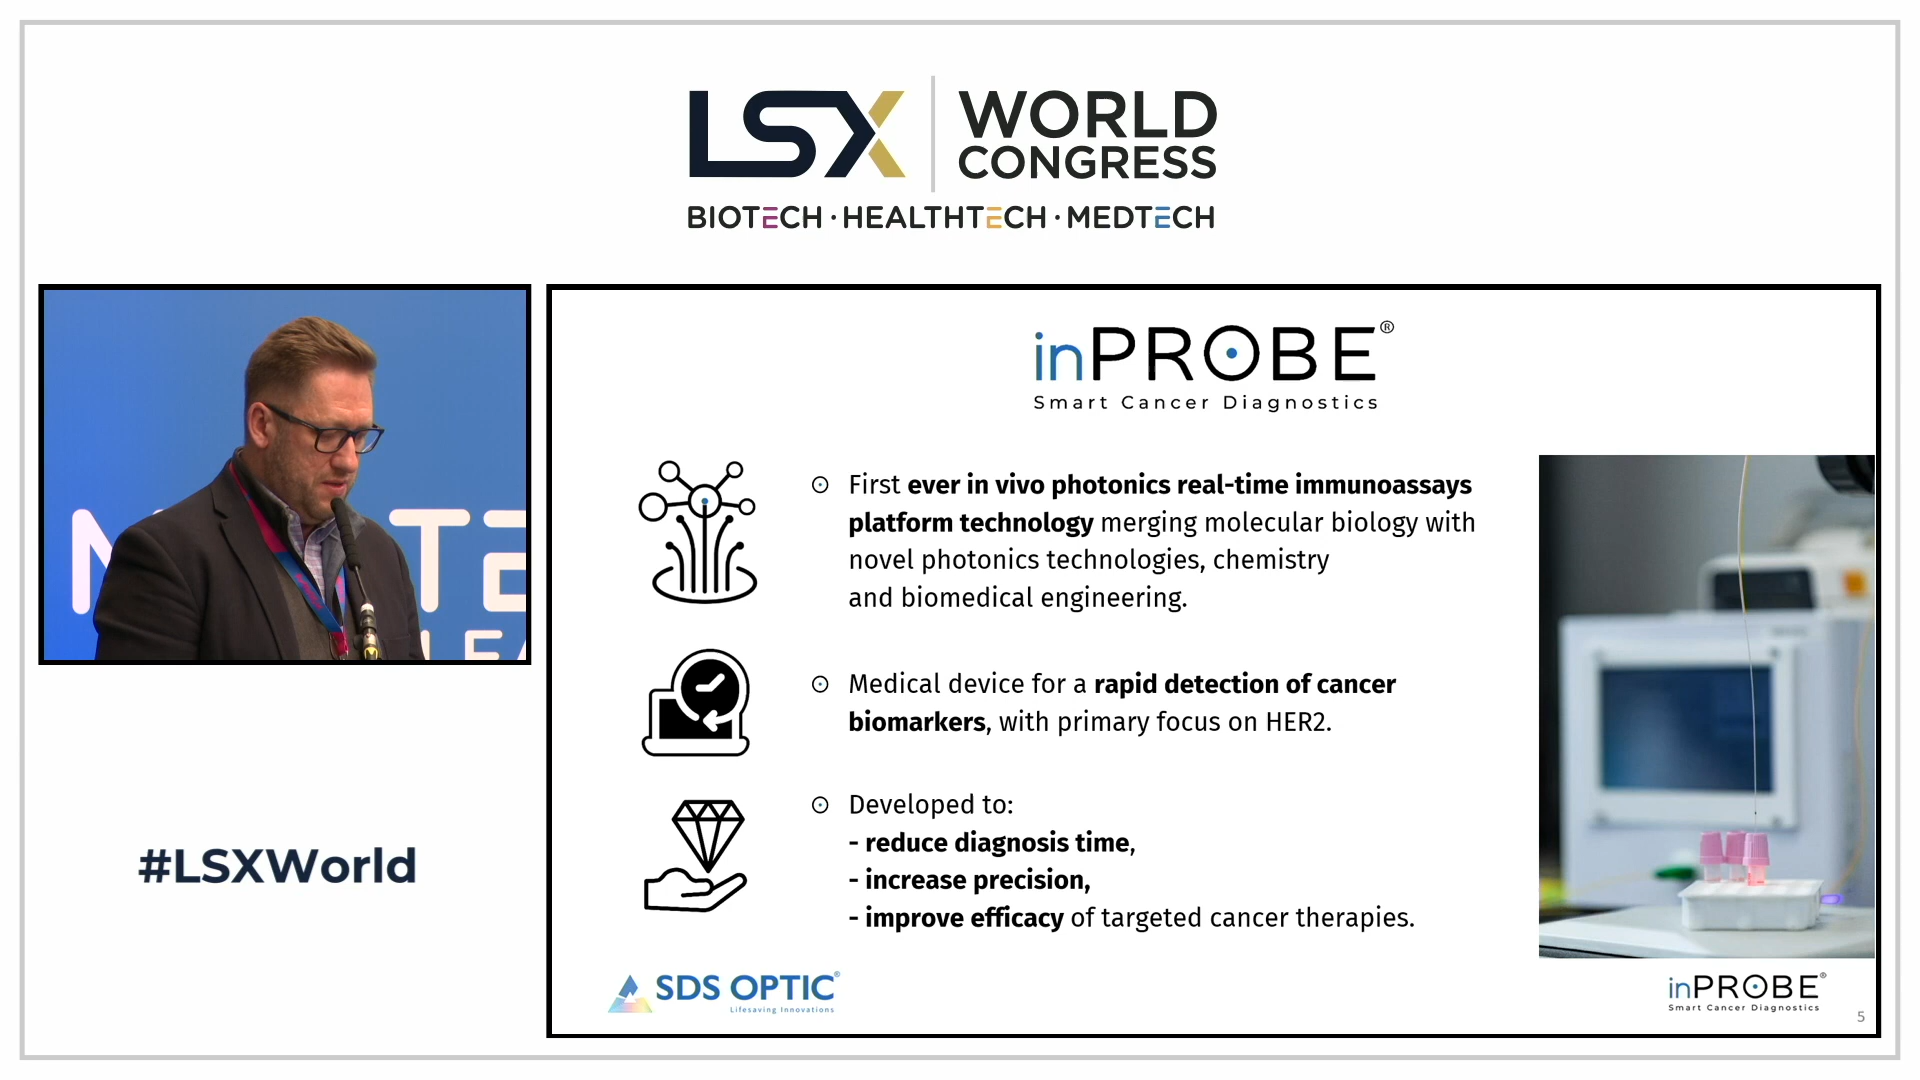 LSX WORLD
CONGRESS
BIOTECH · HEALTHTECH · MEDTECH
inPROBE®
Smart Cancer Diagnostics
First ever in vivo photonics real-time immunoassays
platform technology merging molecular biology with
novel photonics technologies, chemistry
and biomedical engineering.
Medical device for a rapid detection of cancer
biomarkers, with primary focus on HER2.
Developed to:
- reduce diagnosis time,
- increase precision,
- improve efficacy of targeted cancer therapies.
#LSXWorld
SDS OPTIC®
Lifesaving Innovations
inPROBE®
Smart Cancer Diagnostics
5